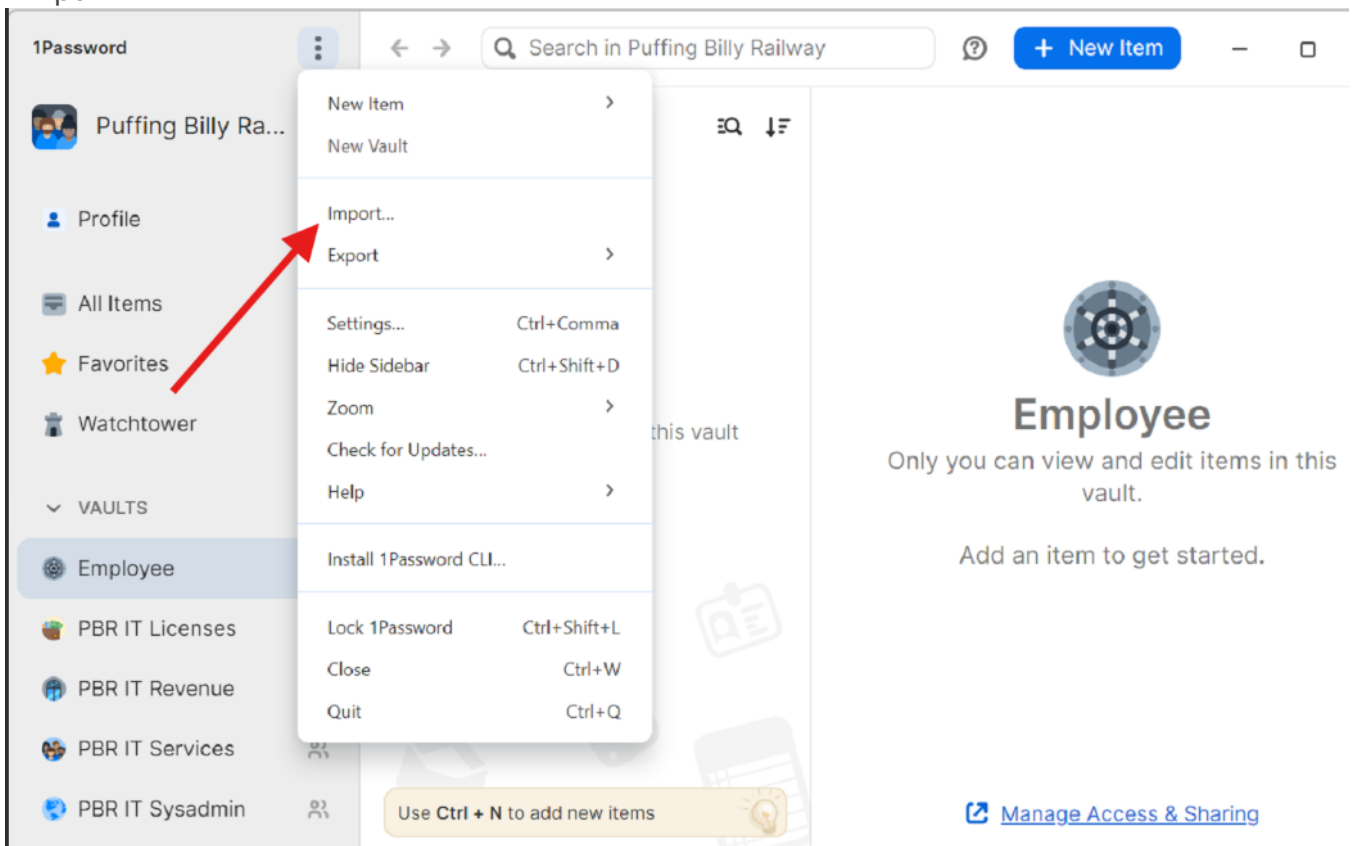 1Password
Search in Puffing Billy Railway
+ New Item
Puffing Billy Ra...
Profile
All Items
Favorites
Watchtower
VAULTS
Employee
PBR IT Licenses
PBR IT Revenue
PBR IT Services
PBR IT Sysadmin
New Item
New Vault
Import...
Export
Settings... Ctrl+Comma
Hide Sidebar Ctrl+Shift+D
Zoom
Check for Updates...
Help
Install 1Password CLI...
Lock 1Password Ctrl+Shift+L
Close Ctrl+W
Quit Ctrl+Q
this vault
Use Ctrl + N to add new items
Employee
Only you can view and edit items in this
vault.
Add an item to get started.
Manage Access & Sharing